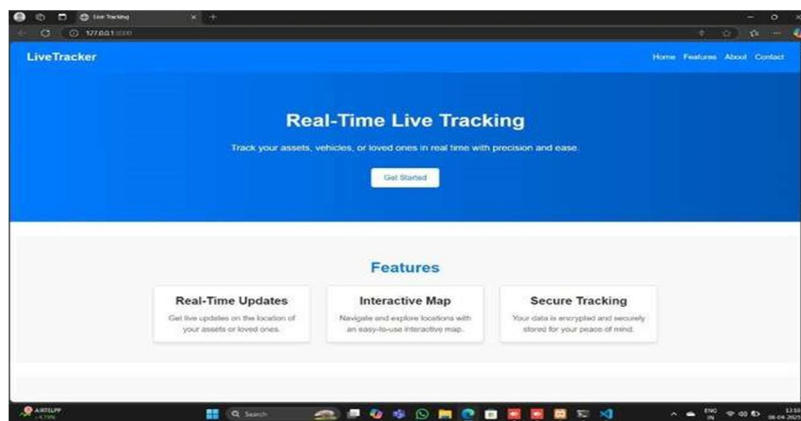 Live Tracking
127.0.0.1:8000
LiveTracker
Home Features About Contact
Real-Time Live Tracking
Track your assets, vehicles, or loved ones in real time with precision and ease.
Get Started
Features
Real-Time Updates
Get live updates on the location of
your assets or loved ones.
Interactive Map
Navigate and explore locations with
an easy-to-use interactive map.
Secure Tracking
Your data is encrypted and securely
stored for your peace of mind.
Search
ENG
IN